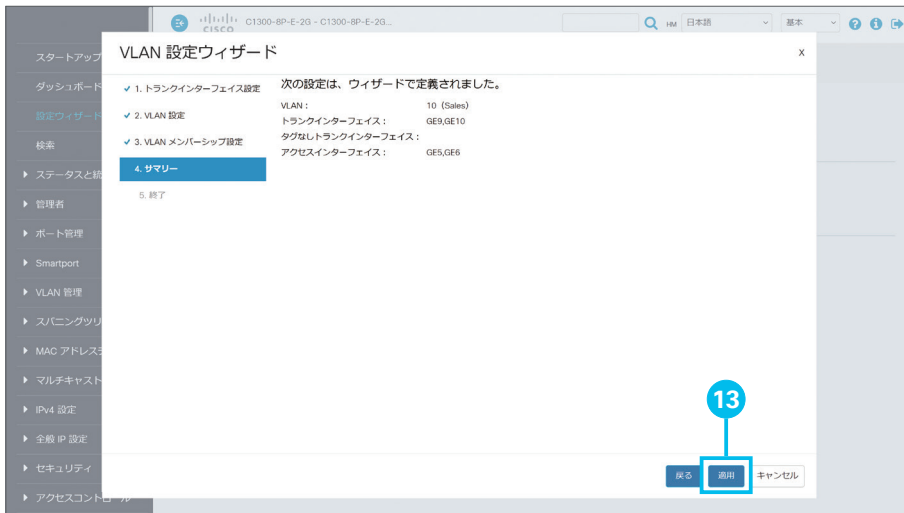 CISCO
C1300-8P-E-2G - C1300-8P-E-2G...
HM
日本語
基本
スタートアップ
ダッシュボード
設定ウィザード
検索
ステータスと統
管理者
ポート管理
Smartport
VLAN 管理
スパニングツリ
MAC アドレステ
マルチキャスト
IPv4 設定
全般 IP 設定
セキュリティ
アクセスコントロール
VLAN 設定ウィザード
X
1. トランクインターフェイス設定
2. VLAN 設定
3. VLAN メンバーシップ設定
4. サマリー
5. 終了
次の設定は、ウィザードで定義されました。
VLAN： 10（Sales）
トランクインターフェイス： GE9,GE10
タグなしトランクインターフェイス：
アクセスインターフェイス： GE5,GE6
13
戻る 適用 キャンセル